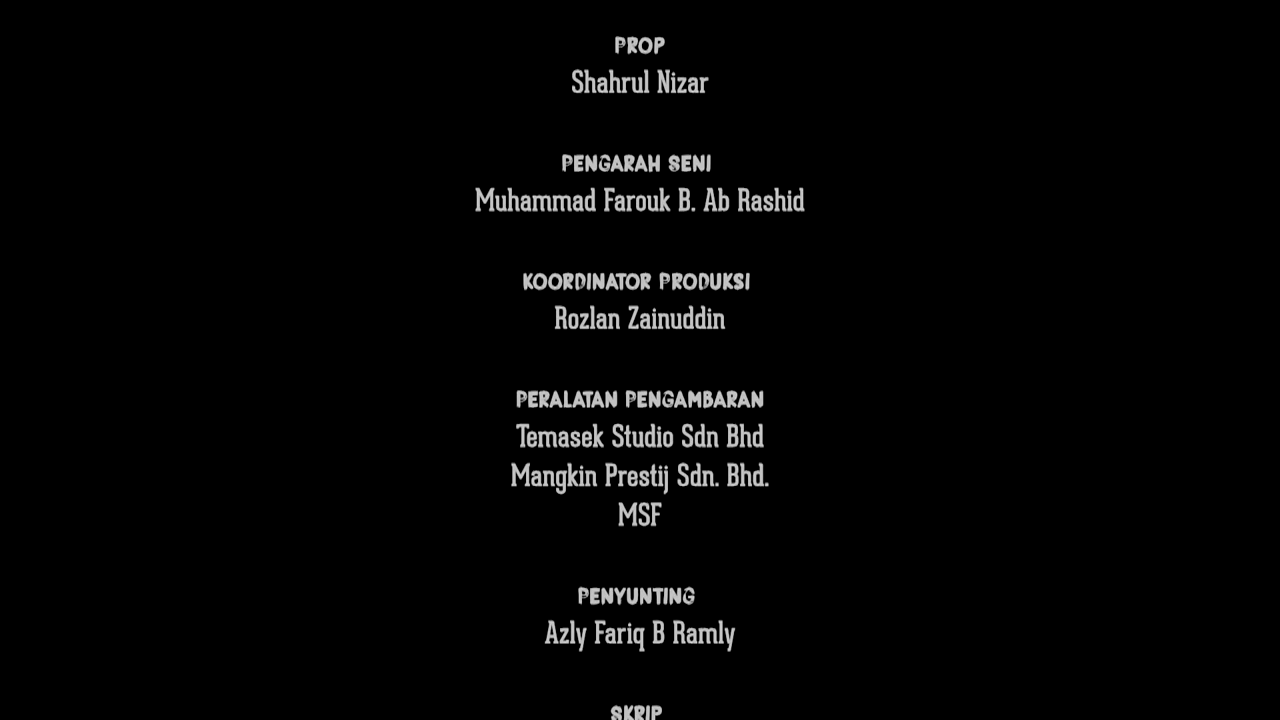 PROP
Shahrul Nizar
PENGARAH SENI
Muhammad Farouk B. Ab Rashid
KOORDINATOR PRODUKSI
Rozlan Zainuddin
PERALATAN PENGAMBARAN
Temasek Studio Sdn Bhd
Mangkin Prestij Sdn. Bhd.
MSF
PENYUNTING
Azly Fariq B Ramly
SKRIP